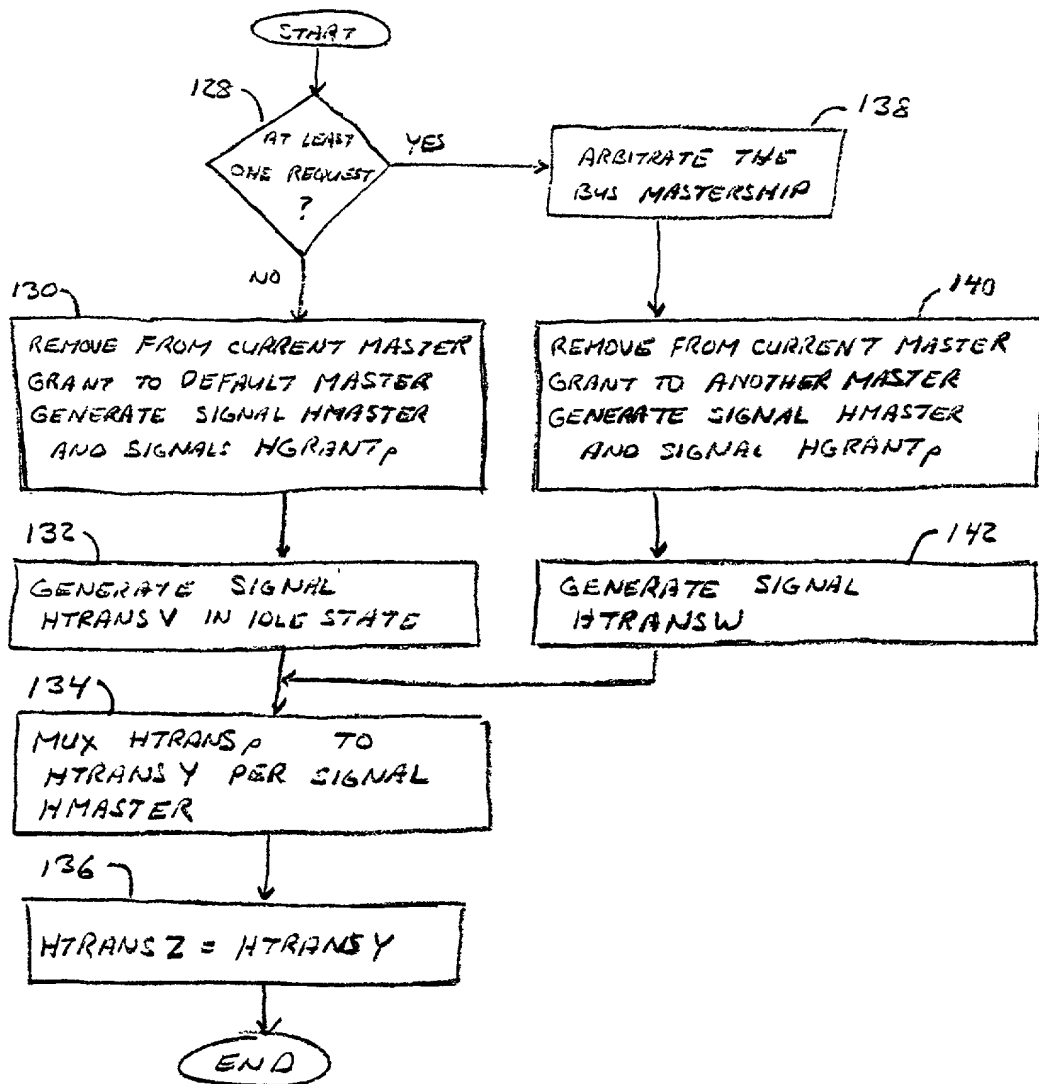 START
128
AT LEAST
ONE REQUEST
?
YES
138
ARBITRATE THE
BUS MASTERSHIP
NO
130
REMOVE FROM CURRENT MASTER
GRANT TO DEFAULT MASTER
GENERATE SIGNAL HMASTER
AND SIGNALS HGRANTρ
140
REMOVE FROM CURRENT MASTER
GRANT TO ANOTHER MASTER
GENERATE SIGNAL HMASTER
AND SIGNAL HGRANTρ
132
GENERATE SIGNAL
HTRANSV IN IDLE STATE
142
GENERATE SIGNAL
HTRANSW
134
MUX HTRANSρ TO
HTRANSY PER SIGNAL
HMASTER
136
HTRANSZ = HTRANSY
END